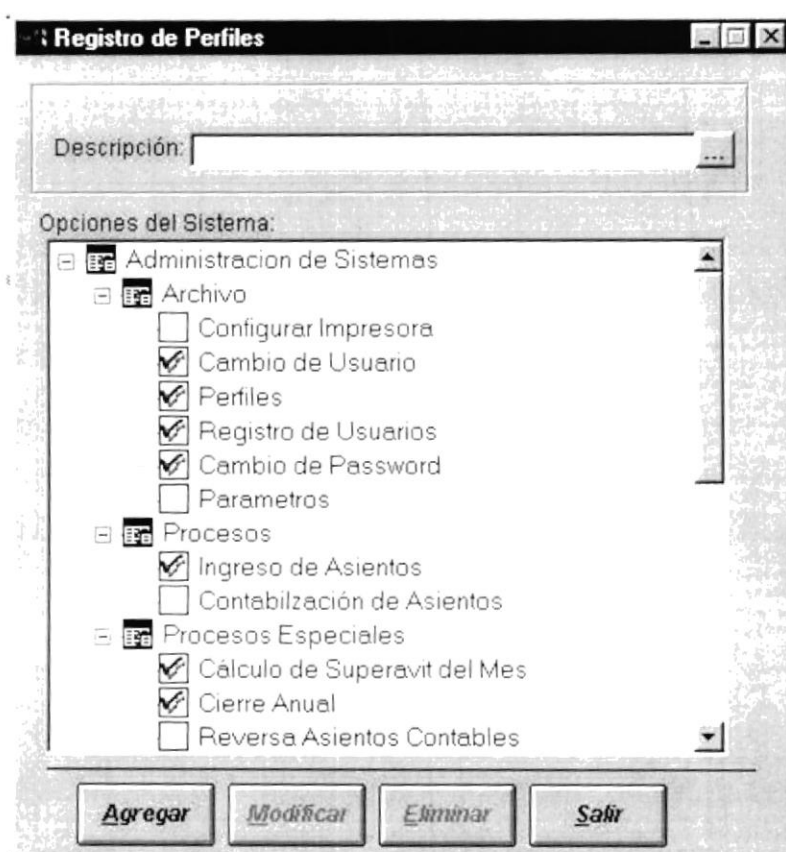 Registro de Perfiles
Descripción:
...
Opciones del Sistema:
Administracion de Sistemas
Archivo
Configurar Impresora
Cambio de Usuario
Perfiles
Registro de Usuarios
Cambio de Password
Parametros
Procesos
Ingreso de Asientos
Contabilzación de Asientos
Procesos Especiales
Cálculo de Superavit del Mes
Cierre Anual
Reversa Asientos Contables
Agregar Modificar Eliminar Salir